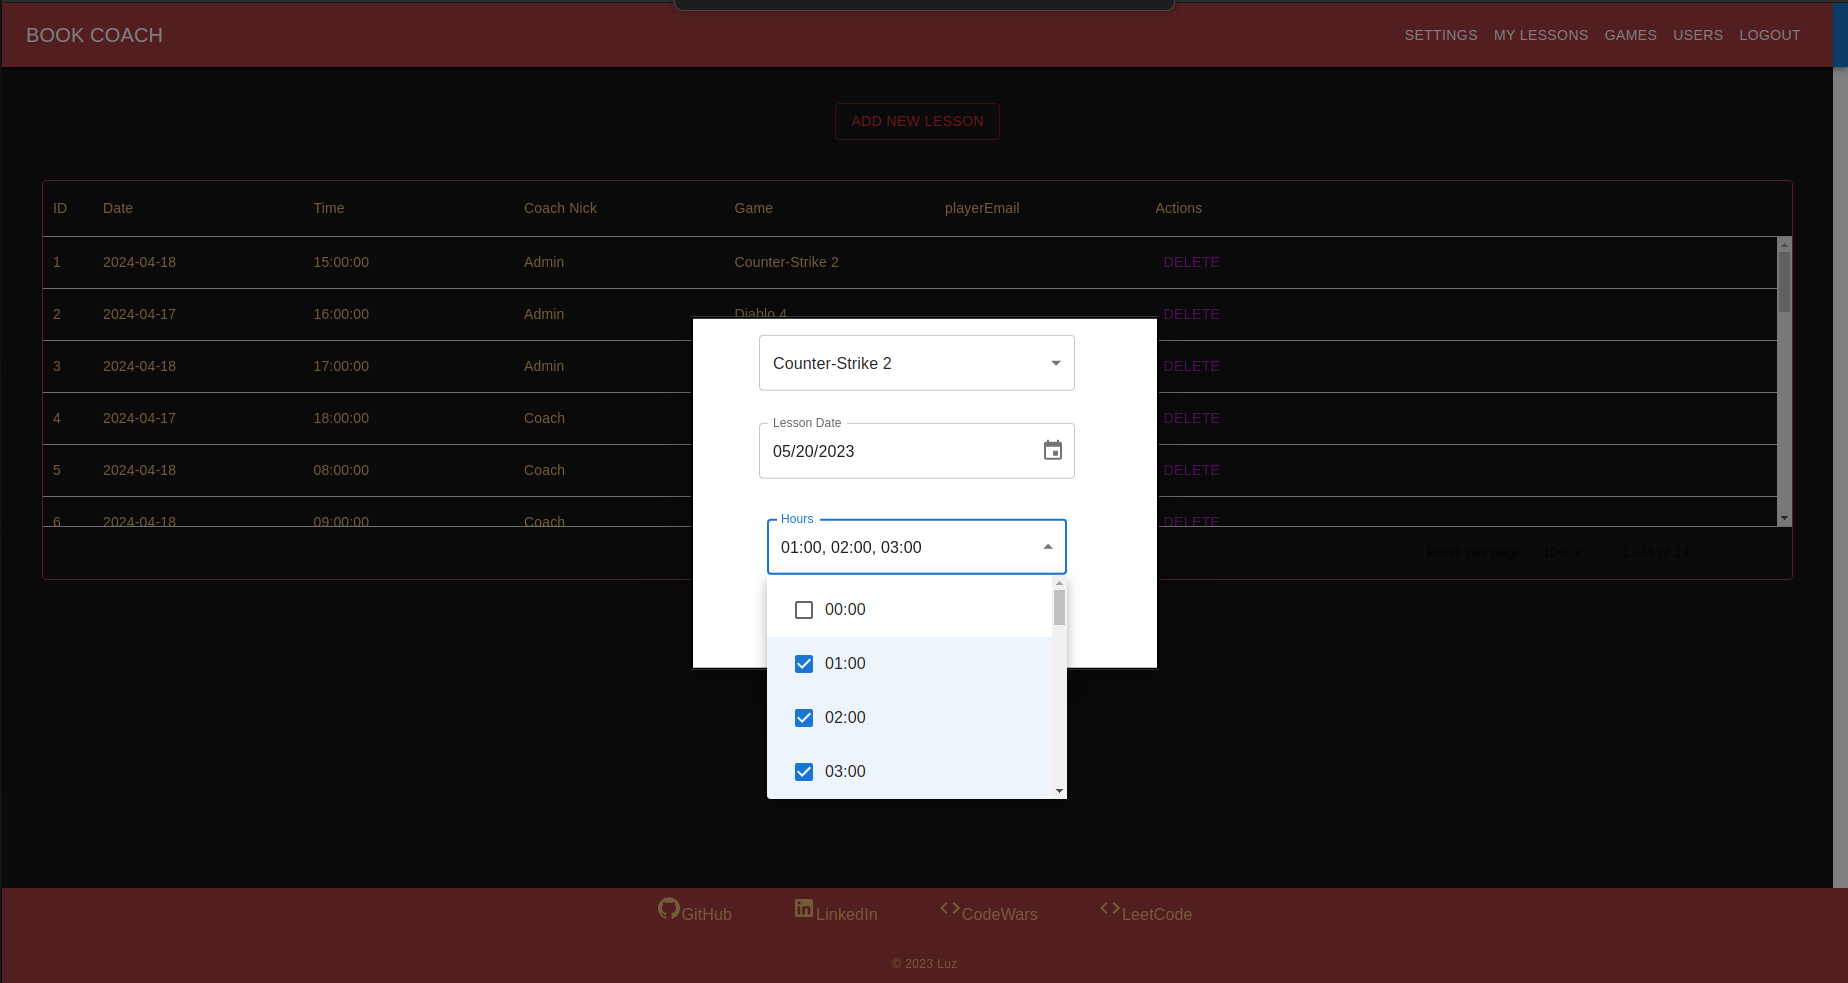 BOOK COACH
SETTINGS MY LESSONS GAMES USERS LOGOUT
ADD NEW LESSON
ID Date Time Coach Nick Game playerEmail Actions
1 2024-04-18 15:00:00 Admin Counter-Strike 2 DELETE
2 2024-04-17 16:00:00 Admin Diablo 4 DELETE
3 2024-04-18 17:00:00 Admin DELETE
4 2024-04-17 18:00:00 Coach DELETE
5 2024-04-18 08:00:00 Coach DELETE
6 2024-04-18 09:00:00 Coach DELETE
Rows per page: 100 1–24 of 24
Counter-Strike 2
Lesson Date
05/20/2023
Hours
01:00, 02:00, 03:00
00:00
01:00
02:00
03:00
GitHub LinkedIn CodeWars LeetCode
© 2023 Luz